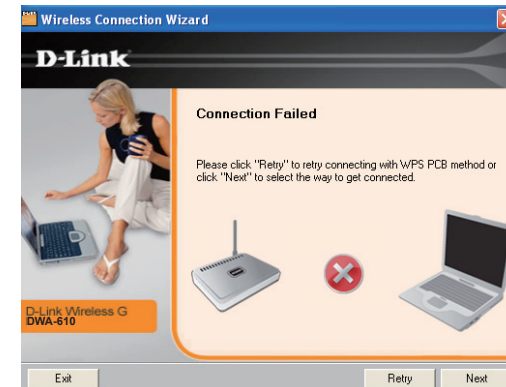 Wireless Connection Wizard
D-Link
Connection Failed
Please click "Retry" to retry connecting with WPS PCB method or
click "Next" to select the way to get connected.
D-Link Wireless G
DWA-610
Exit
Retry
Next